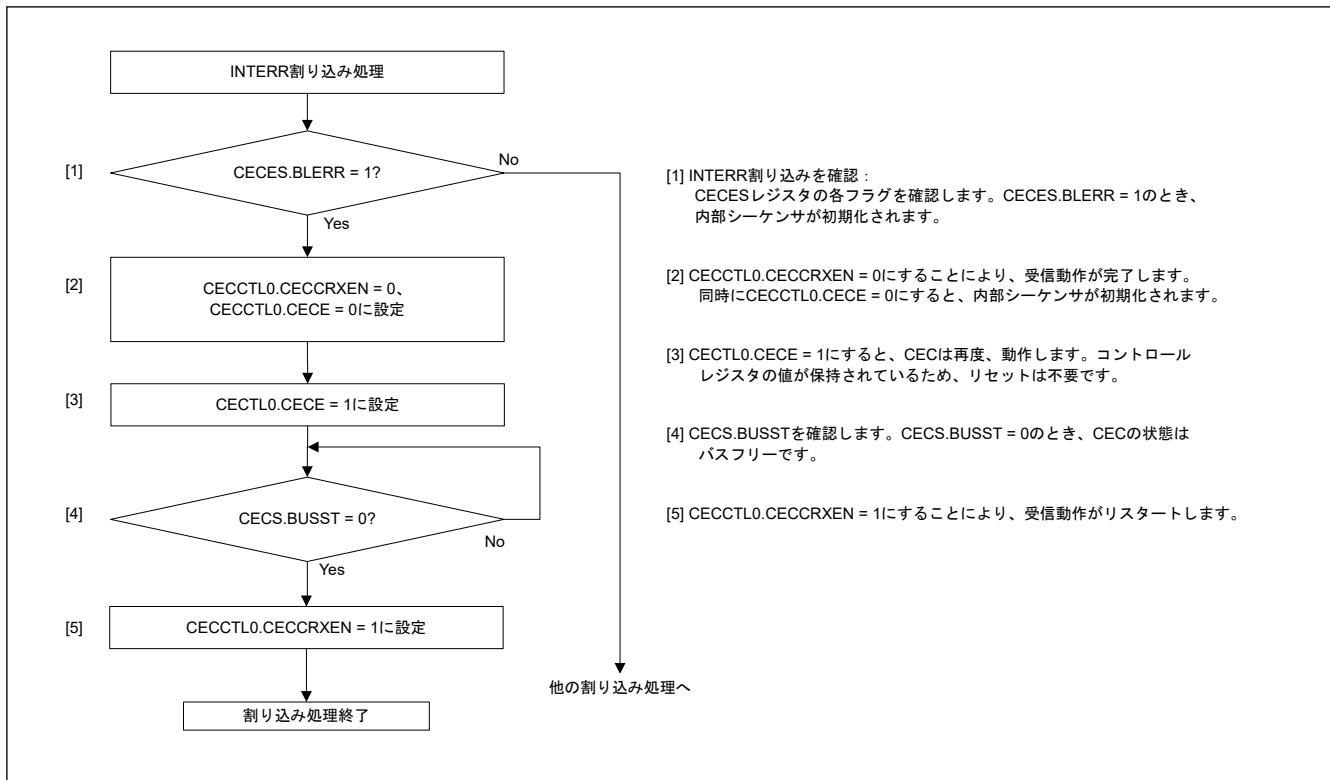 INTERR割り込み処理
[1]
CECES.BLERR = 1?
No
Yes
[2]
CECCTL0.CECCRXEN = 0、
CECCTL0.CECE = 0に設定
[3]
CECTL0.CECE = 1に設定
[4]
CECS.BUSST = 0?
No
Yes
[5]
CECCTL0.CECCRXEN = 1に設定
他の割り込み処理へ
割り込み処理終了
[1] INTERR割り込みを確認：
CECESレジスタの各フラグを確認します。CECES.BLERR = 1のとき、
内部シーケンサが初期化されます。
[2] CECCTL0.CECCRXEN = 0にすることにより、受信動作が完了します。
同時にCECCTL0.CECE = 0にすると、内部シーケンサが初期化されます。
[3] CECTL0.CECE = 1にすると、CECは再度、動作します。コントロール
レジスタの値が保持されているため、リセットは不要です。
[4] CECS.BUSSTを確認します。CECS.BUSST = 0のとき、CECの状態は
バスフリーです。
[5] CECCTL0.CECCRXEN = 1にすることにより、受信動作がリスタートします。